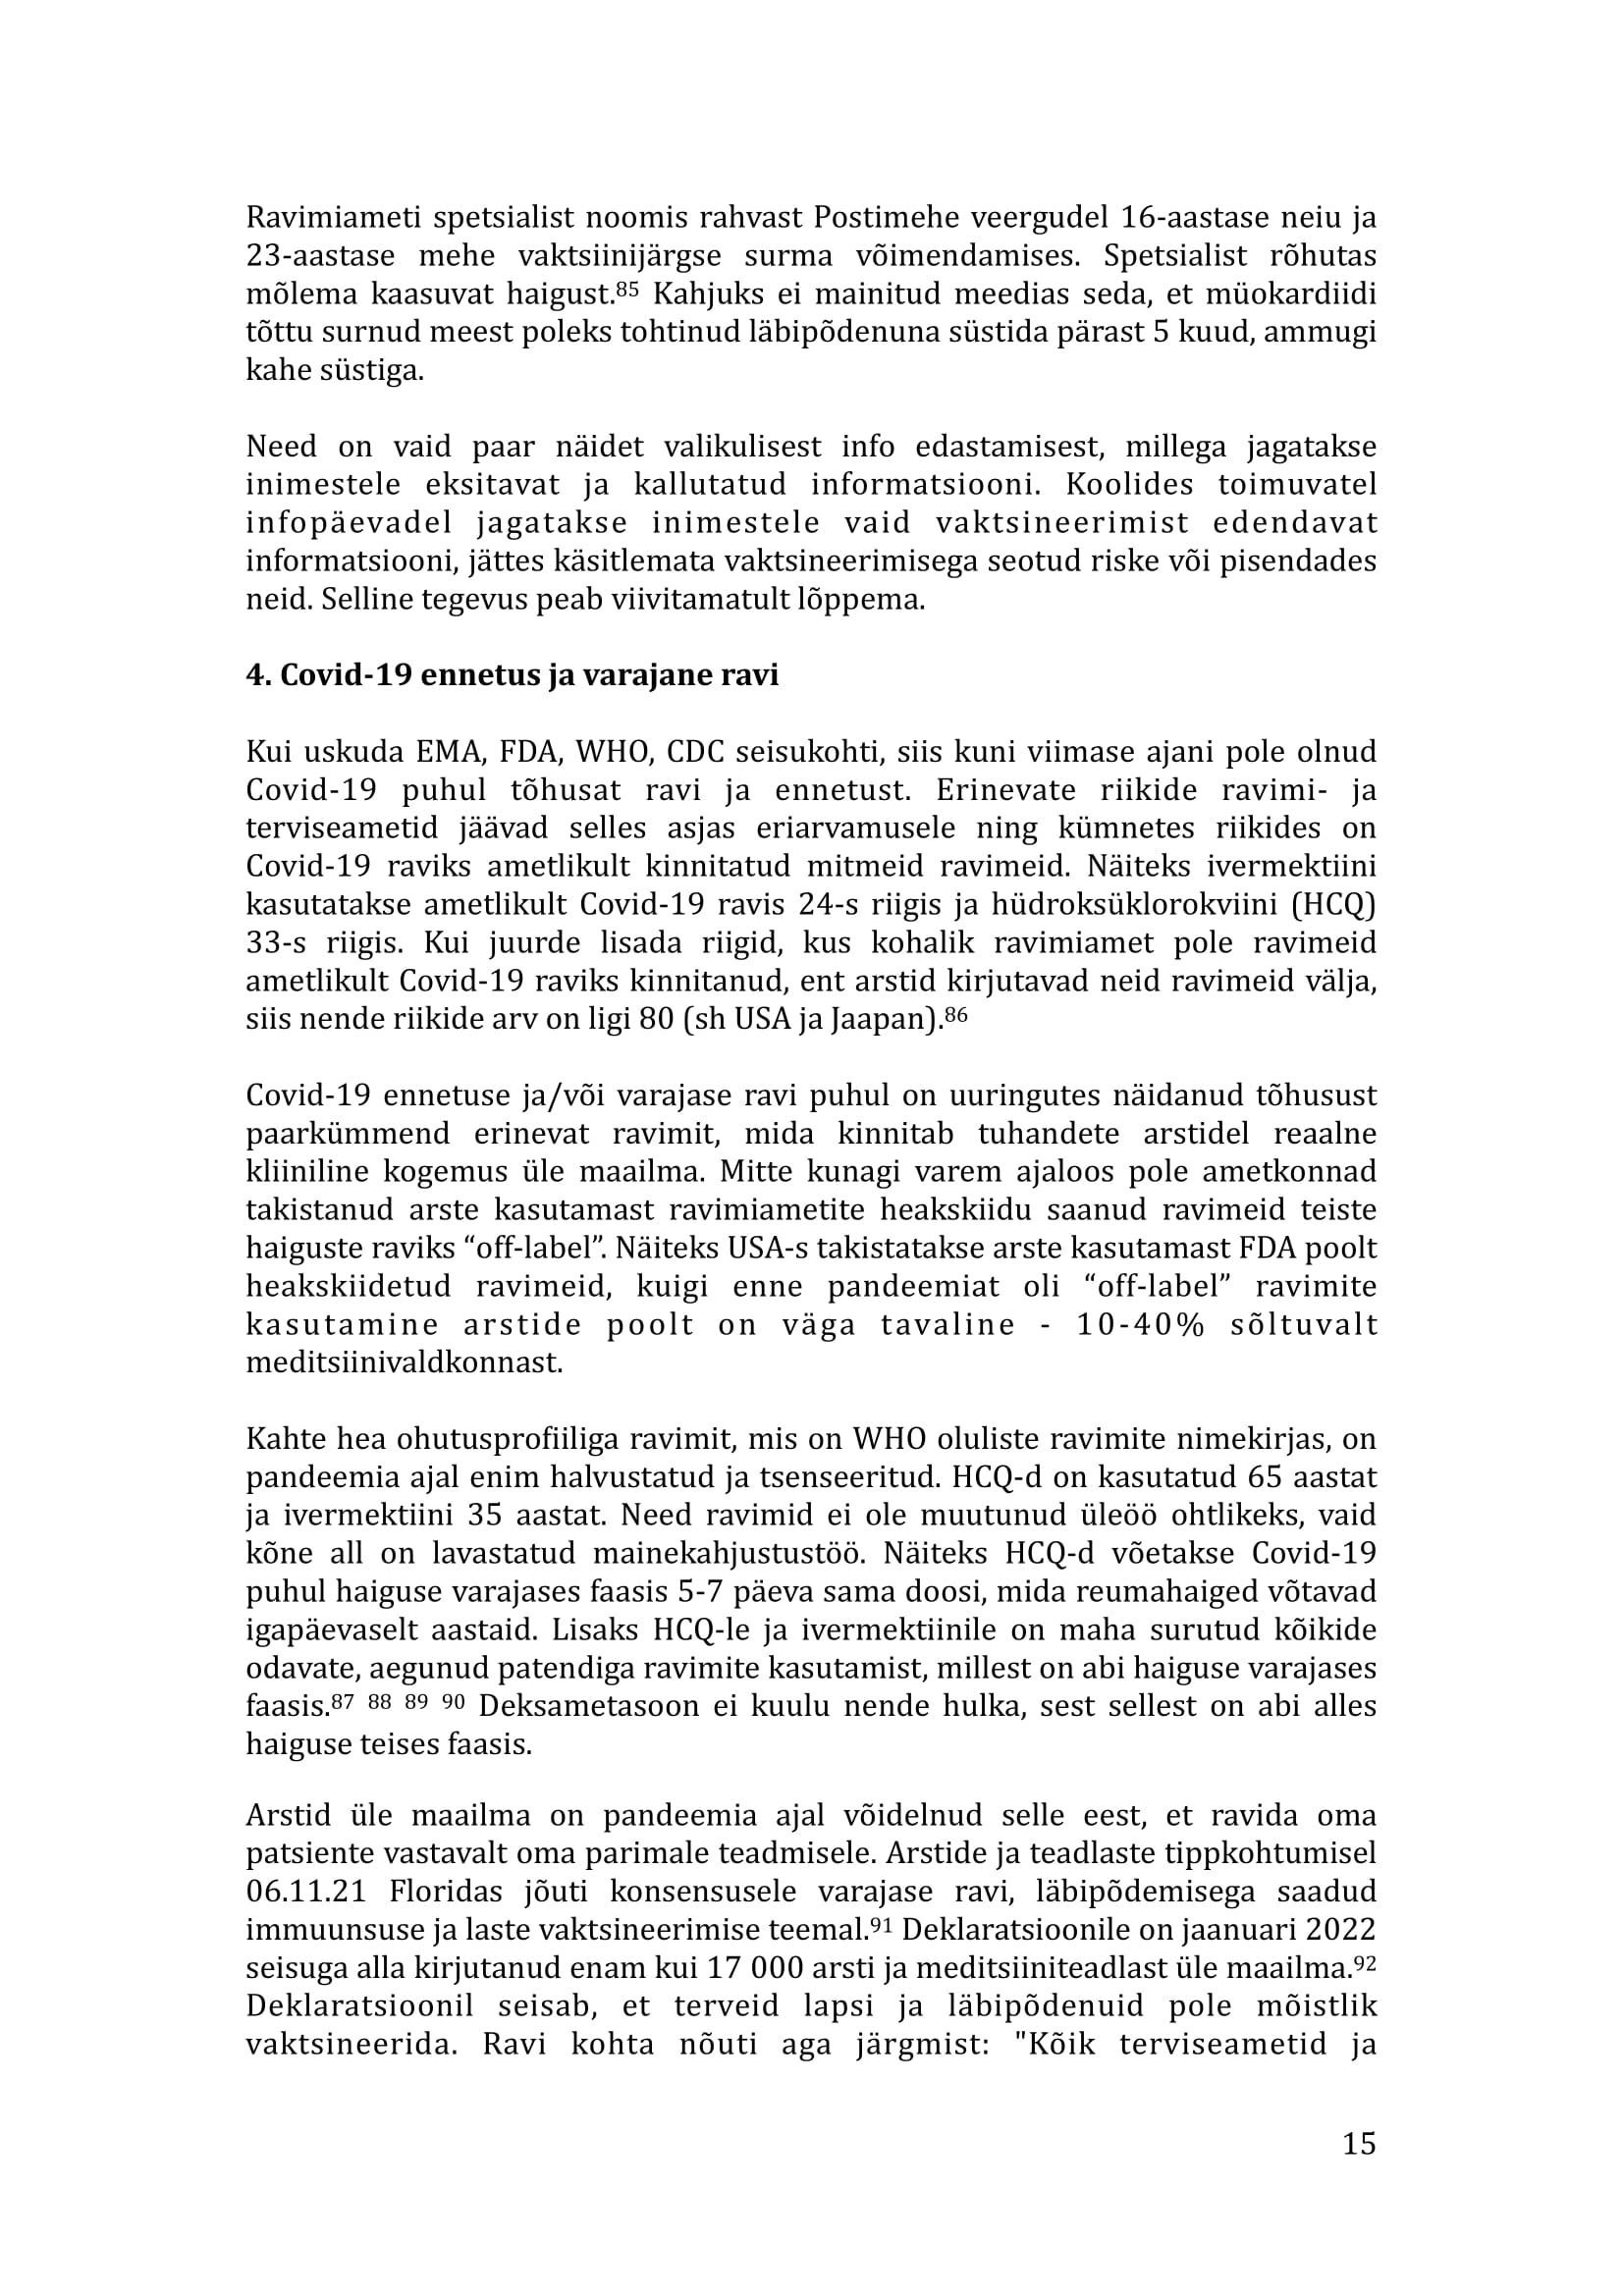 Ravimiameti spetsialist noomis rahvast Postimehe veergudel 16-aastase neiu ja
23-aastase mehe vaktsiinijärgse surma võimendamises. Spetsialist rõhutas
mõlema kaasuvat haigust.85 Kahjuks ei mainitud meedias seda, et müokardiidi
tõttu surnud meest poleks tohtinud läbipõdenuna süstida pärast 5 kuud, ammugi
kahe süstiga.
Need on vaid paar näidet valikulisest info edastamisest, millega jagatakse
inimestele eksitavat ja kallutatud informatsiooni. Koolides toimuvatel
infopäevadel jagatakse inimestele vaid vaktsineerimist edendavat
informatsiooni, jättes käsitlemata vaktsineerimisega seotud riske või pisendades
neid. Selline tegevus peab viivitamatult lõppema.
4. Covid-19 ennetus ja varajane ravi
Kui uskuda EMA, FDA, WHO, CDC seisukohti, siis kuni viimase ajani pole olnud
Covid-19 puhul tõhusat ravi ja ennetust. Erinevate riikide ravimi- ja
terviseametid jäävad selles asjas eriarvamusele ning kümnetes riikides on
Covid-19 raviks ametlikult kinnitatud mitmeid ravimeid. Näiteks ivermektiini
kasutatakse ametlikult Covid-19 ravis 24-s riigis ja hüdroksüklorokviini (HCQ)
33-s riigis. Kui juurde lisada riigid, kus kohalik ravimiamet pole ravimeid
ametlikult Covid-19 raviks kinnitanud, ent arstid kirjutavad neid ravimeid välja,
siis nende riikide arv on ligi 80 (sh USA ja Jaapan).86
Covid-19 ennetuse ja/või varajase ravi puhul on uuringutes näidanud tõhusust
paarkümmend erinevat ravimit, mida kinnitab tuhandete arstidel reaalne
kliiniline kogemus üle maailma. Mitte kunagi varem ajaloos pole ametkonnad
takistanud arste kasutamast ravimiametite heakskiidu saanud ravimeid teiste
haiguste raviks “off-label”. Näiteks USA-s takistatakse arste kasutamast FDA poolt
heakskiidetud ravimeid, kuigi enne pandeemiat oli “off-label” ravimite
kasutamine arstide poolt on väga tavaline - 10-40% sõltuvalt
meditsiinivaldkonnast.
Kahte hea ohutusprofiiliga ravimit, mis on WHO oluliste ravimite nimekirjas, on
pandeemia ajal enim halvustatud ja tsenseeritud. HCQ-d on kasutatud 65 aastat
ja ivermektiini 35 aastat. Need ravimid ei ole muutunud üleöö ohtlikeks, vaid
kõne all on lavastatud mainekahjustustöö. Näiteks HCQ-d võetakse Covid-19
puhul haiguse varajases faasis 5-7 päeva sama doosi, mida reumahaiged võtavad
igapäevaselt aastaid. Lisaks HCQ-le ja ivermektiinile on maha surutud kõikide
odavate, aegunud patendiga ravimite kasutamist, millest on abi haiguse varajases
faasis.87 88 89 90 Deksametasoon ei kuulu nende hulka, sest sellest on abi alles
haiguse teises faasis.
Arstid üle maailma on pandeemia ajal võidelnud selle eest, et ravida oma
patsiente vastavalt oma parimale teadmisele. Arstide ja teadlaste tippkohtumisel
06.11.21 Floridas jõuti konsensusele varajase ravi, läbipõdemisega saadud
immuunsuse ja laste vaktsineerimise teemal.91 Deklaratsioonile on jaanuari 2022
seisuga alla kirjutanud enam kui 17 000 arsti ja meditsiiniteadlast üle maailma.92
Deklaratsioonil seisab, et terveid lapsi ja läbipõdenuid pole mõistlik
vaktsineerida. Ravi kohta nõuti aga järgmist: "Kõik terviseametid ja
15